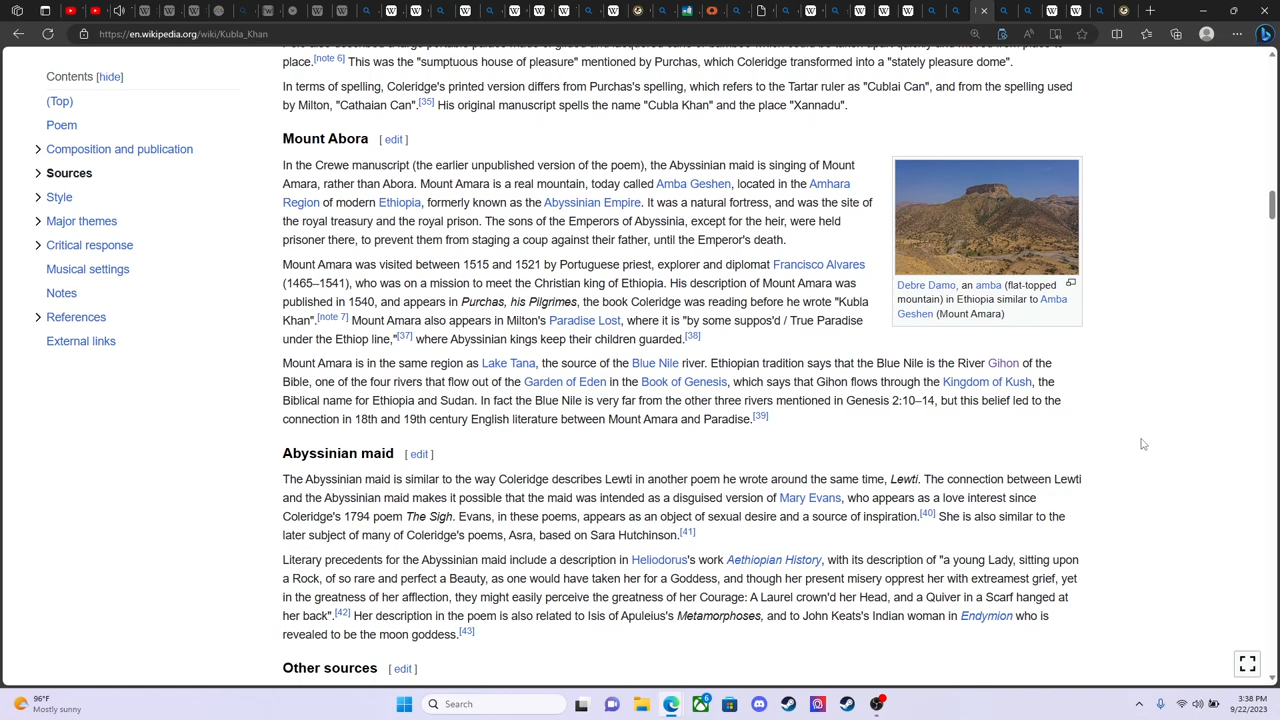 https://en.wikipedia.org/wiki/Kubla_Khan
Contents [hide]
(Top)
Poem
Composition and publication
Sources
Style
Major themes
Critical response
Musical settings
Notes
References
External links
place.[note 6] This was the "sumptuous house of pleasure" mentioned by Purchas, which Coleridge transformed into a "stately pleasure dome".
In terms of spelling, Coleridge's printed version differs from Purchas's spelling, which refers to the Tartar ruler as "Cublai Can", and from the spelling used
by Milton, "Cathaian Can".[35] His original manuscript spells the name "Cubla Khan" and the place "Xannadu".
Mount Abora [ edit ]
In the Crewe manuscript (the earlier unpublished version of the poem), the Abyssinian maid is singing of Mount
Amara, rather than Abora. Mount Amara is a real mountain, today called Amba Geshen, located in the Amhara
Region of modern Ethiopia, formerly known as the Abyssinian Empire. It was a natural fortress, and was the site of
the royal treasury and the royal prison. The sons of the Emperors of Abyssinia, except for the heir, were held
prisoner there, to prevent them from staging a coup against their father, until the Emperor's death.
Mount Amara was visited between 1515 and 1521 by Portuguese priest, explorer and diplomat Francisco Alvares
(1465–1541), who was on a mission to meet the Christian king of Ethiopia. His description of Mount Amara was
published in 1540, and appears in Purchas, his Pilgrimes, the book Coleridge was reading before he wrote "Kubla
Khan".[note 7] Mount Amara also appears in Milton's Paradise Lost, where it is "by some suppos'd / True Paradise
under the Ethiop line,"[37] where Abyssinian kings keep their children guarded.[38]
Debre Damo, an amba (flat-topped
mountain) in Ethiopia similar to Amba
Geshen (Mount Amara)
Mount Amara is in the same region as Lake Tana, the source of the Blue Nile river. Ethiopian tradition says that the Blue Nile is the River Gihon of the
Bible, one of the four rivers that flow out of the Garden of Eden in the Book of Genesis, which says that Gihon flows through the Kingdom of Kush, the
Biblical name for Ethiopia and Sudan. In fact the Blue Nile is very far from the other three rivers mentioned in Genesis 2:10–14, but this belief led to the
connection in 18th and 19th century English literature between Mount Amara and Paradise.[39]
Abyssinian maid [ edit ]
The Abyssinian maid is similar to the way Coleridge describes Lewti in another poem he wrote around the same time, Lewti. The connection between Lewti
and the Abyssinian maid makes it possible that the maid was intended as a disguised version of Mary Evans, who appears as a love interest since
Coleridge's 1794 poem The Sigh. Evans, in these poems, appears as an object of sexual desire and a source of inspiration.[40] She is also similar to the
later subject of many of Coleridge's poems, Asra, based on Sara Hutchinson.[41]
Literary precedents for the Abyssinian maid include a description in Heliodorus's work Aethiopian History, with its description of "a young Lady, sitting upon
a Rock, of so rare and perfect a Beauty, as one would have taken her for a Goddess, and though her present misery opprest her with extreamest grief, yet
in the greatness of her affliction, they might easily perceive the greatness of her Courage: A Laurel crown'd her Head, and a Quiver in a Scarf hanged at
her back".[42] Her description in the poem is also related to Isis of Apuleius's Metamorphoses, and to John Keats's Indian woman in Endymion who is
revealed to be the moon goddess.[43]
Other sources [ edit ]
96°F
Mostly sunny
Search
6
3:38 PM
9/22/2023